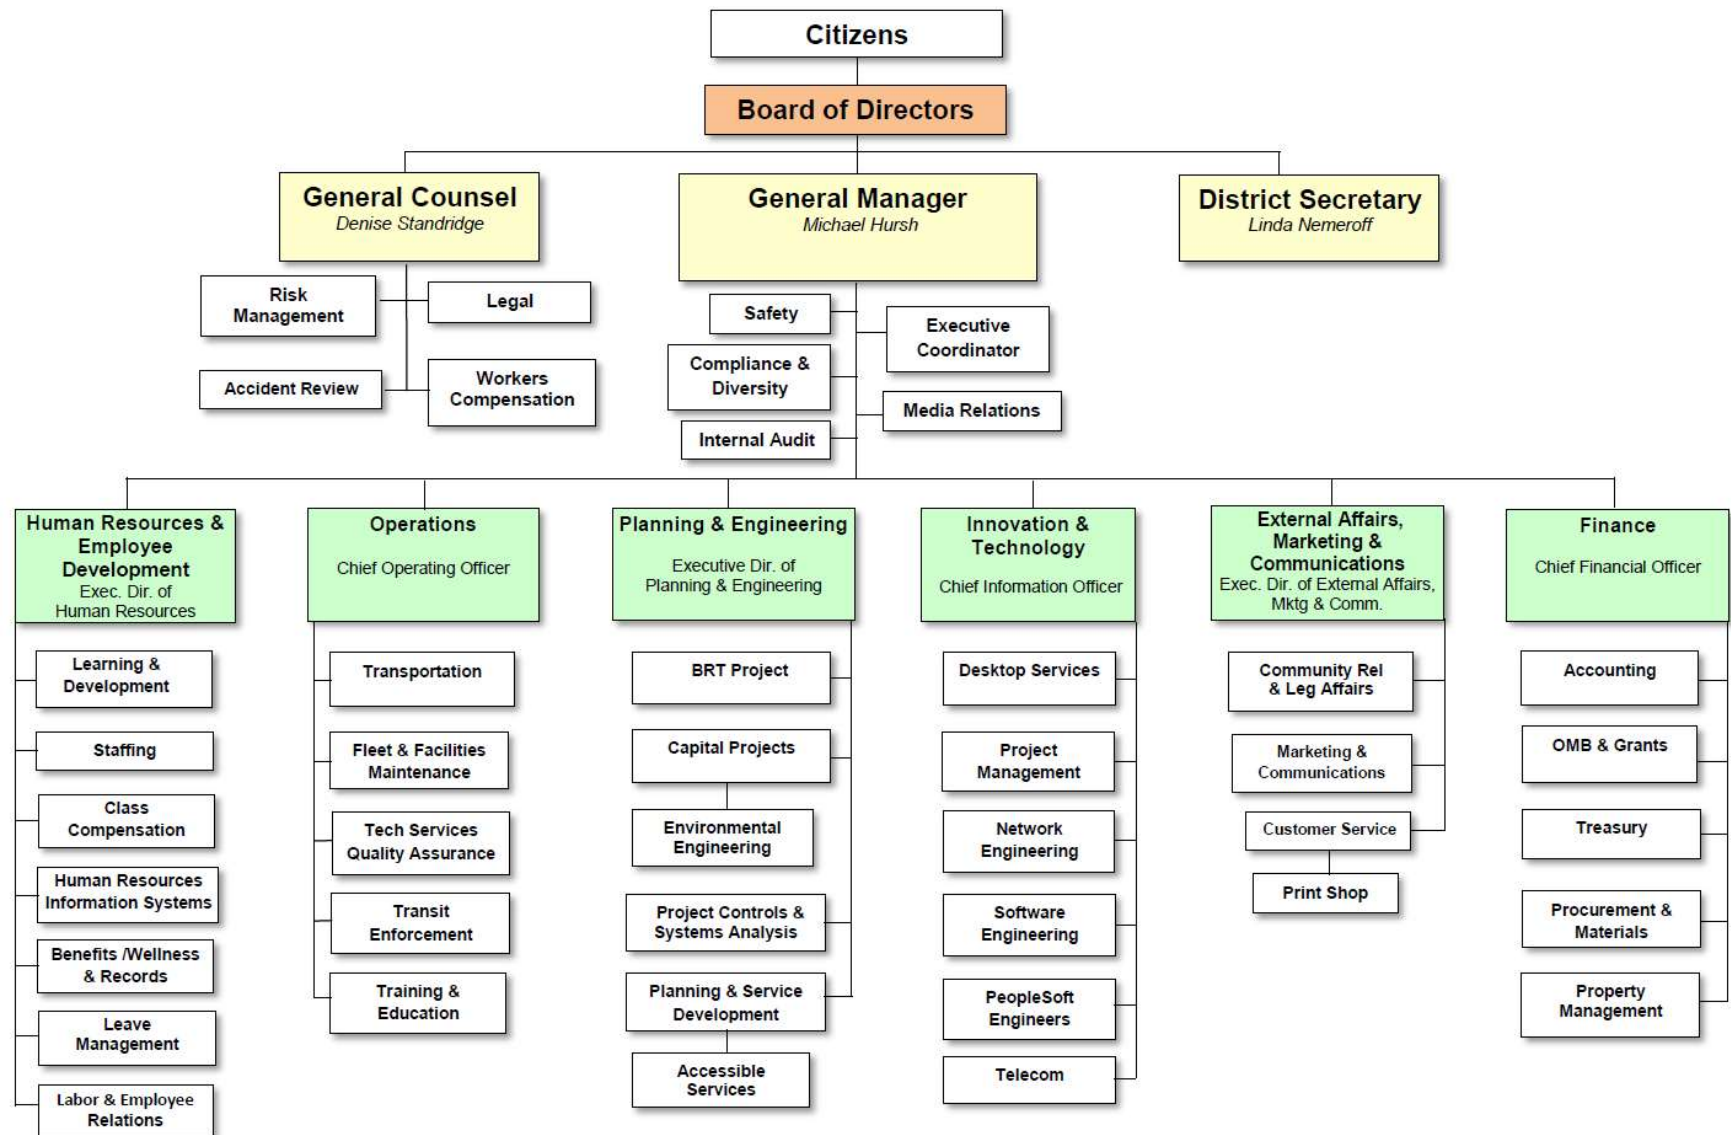 Citizens
Board of Directors
General Counsel
Denise Standridge
General Manager
Michael Hursh
District Secretary
Linda Nemeroff
Risk
Management
Legal
Accident Review
Workers
Compensation
Safety
Executive
Coordinator
Compliance &
Diversity
Media Relations
Internal Audit
Human Resources &
Employee
Development
Exec. Dir. of
Human Resources
Learning &
Development
Staffing
Class
Compensation
Human Resources
Information Systems
Benefits /Wellness
& Records
Leave
Management
Labor & Employee
Relations
Operations
Chief Operating Officer
Transportation
Fleet & Facilities
Maintenance
Tech Services
Quality Assurance
Transit
Enforcement
Training &
Education
Planning & Engineering
Executive Dir. of
Planning & Engineering
BRT Project
Capital Projects
Environmental
Engineering
Project Controls &
Systems Analysis
Planning & Service
Development
Accessible
Services
Innovation &
Technology
Chief Information Officer
Desktop Services
Project
Management
Network
Engineering
Software
Engineering
PeopleSoft
Engineers
Telecom
External Affairs,
Marketing &
Communications
Exec. Dir. of External Affairs,
Mktg & Comm.
Community Rel
& Leg Affairs
Marketing &
Communications
Customer Service
Print Shop
Finance
Chief Financial Officer
Accounting
OMB & Grants
Treasury
Procurement &
Materials
Property
Management